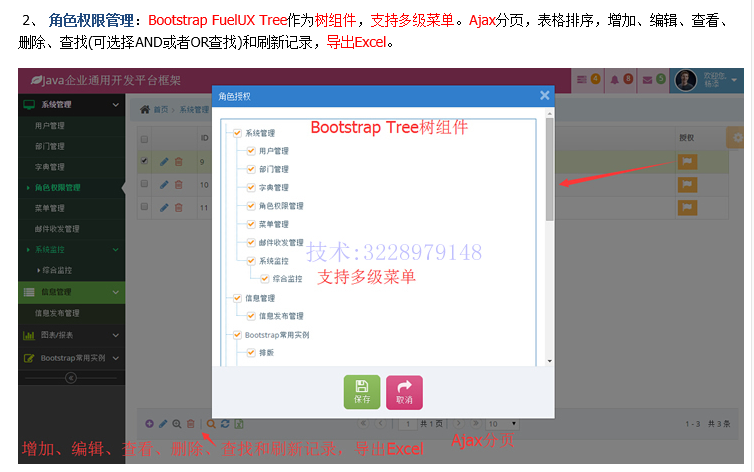 2、 角色权限管理：Bootstrap FuelUX Tree作为树组件，支持多级菜单。Ajax分页，表格排序，增加、编辑、查看、
删除、查找(可选择AND或者OR查找)和刷新记录，导出Excel。
Java企业通用开发平台框架
4
8
5
欢迎您,
杨添
系统管理
用户管理
部门管理
字典管理
角色权限管理
菜单管理
邮件收发管理
系统监控
综合监控
信息管理
信息发布管理
图表/报表
Bootstrap常用实例
首页
系统管理
ID
授权
9
10
11
角色授权
系统管理
Bootstrap Tree树组件
用户管理
部门管理
字典管理
角色权限管理
菜单管理
邮件收发管理
技术:3228979148
系统监控
综合监控
支持多级菜单
信息管理
信息发布管理
Bootstrap常用实例
排版
保存
取消
1 共 1 页
10
1 - 3 共 3 条
增加、编辑、查看、删除、查找和刷新记录，导出Excel
Ajax分页